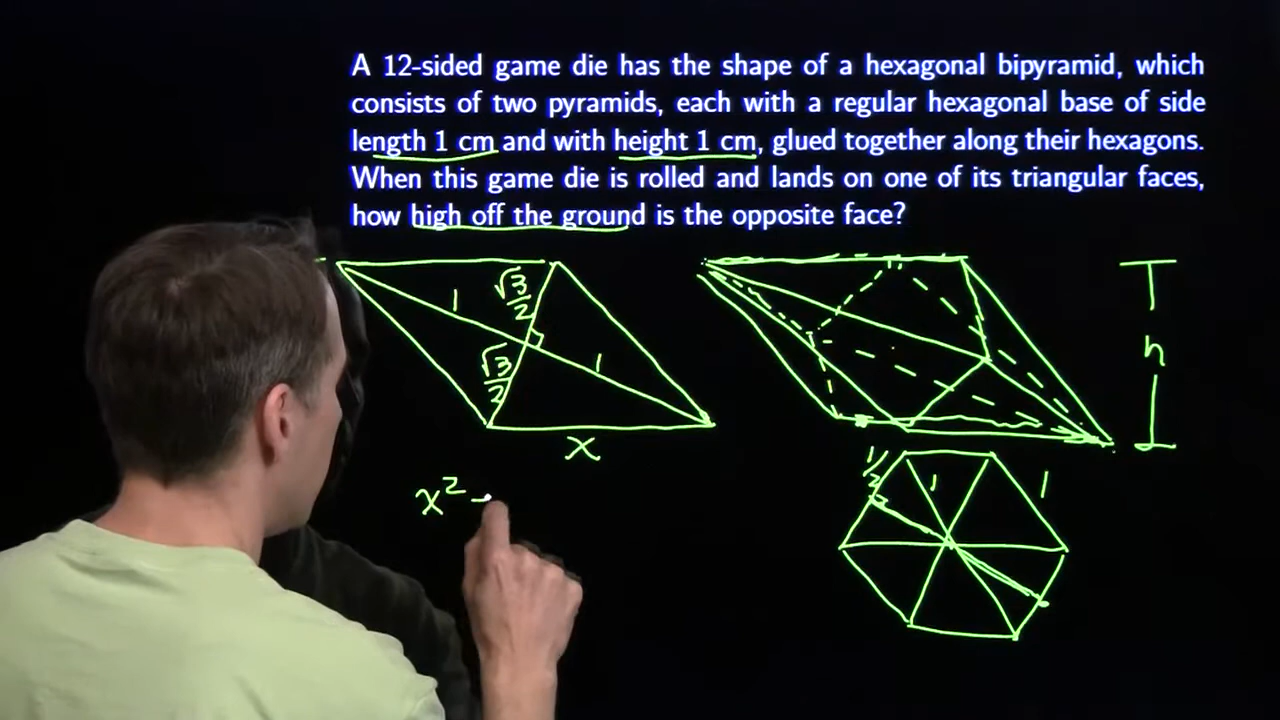 A 12-sided game die has the shape of a hexagonal bipyramid, which
consists of two pyramids, each with a regular hexagonal base of side
length 1 cm and with height 1 cm, glued together along their hexagons.
When this game die is rolled and lands on one of its triangular faces,
how high off the ground is the opposite face?
1 √3/2
h
√3/2 1
x
1/2 1 1
x² -